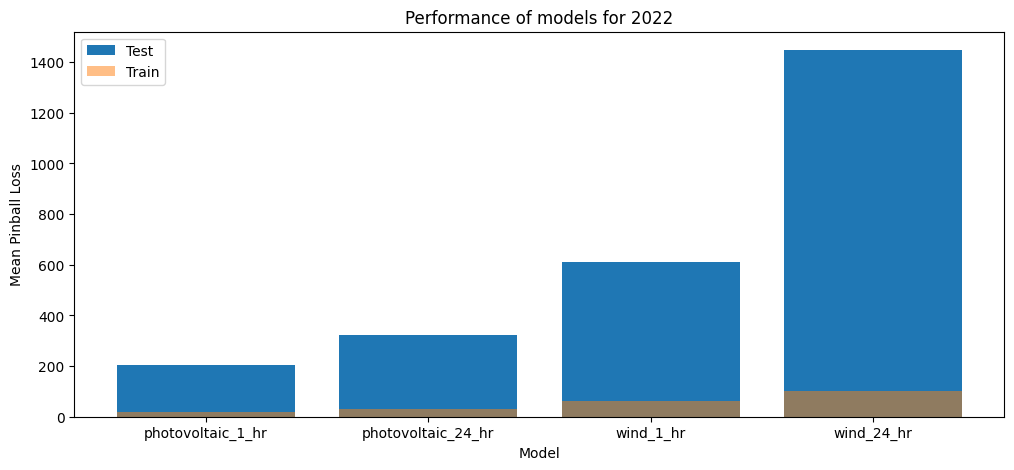 Performance of models for 2022
Test
Train
Mean Pinball Loss
1400
1200
1000
800
600
400
200
0
photovoltaic_1_hr
photovoltaic_24_hr
wind_1_hr
wind_24_hr
Model